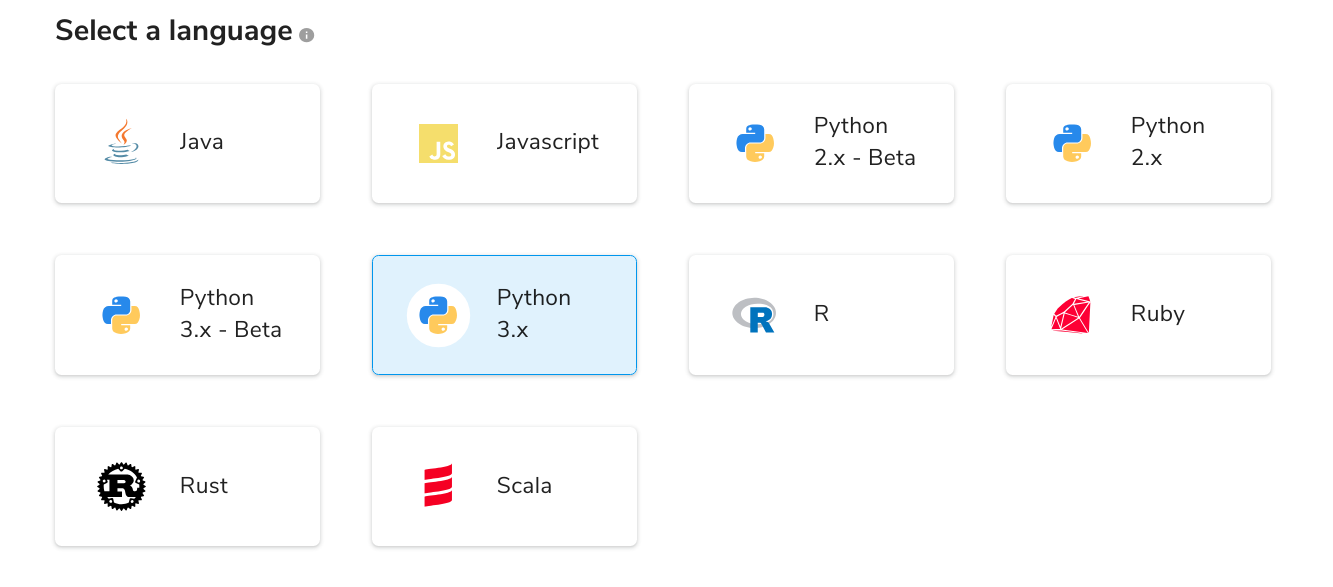 Select a language
Java
JS
Javascript
Python
2.x - Beta
Python
2.x
Python
3.x - Beta
Python
3.x
R
R
Ruby
R
Rust
Scala